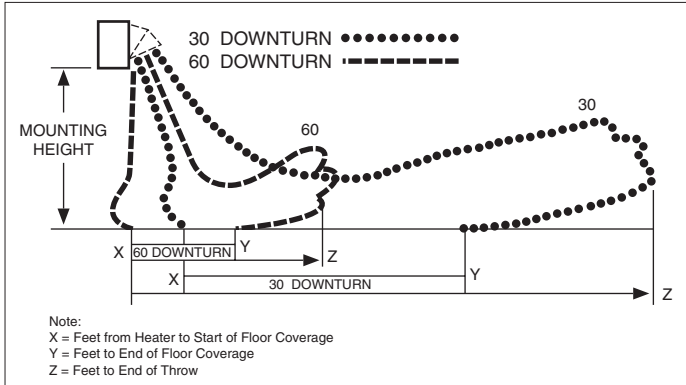 30 DOWNTURN
60 DOWNTURN
30
60
MOUNTING
HEIGHT
X 60 DOWNTURN Y Z
X 30 DOWNTURN Y Z
Note:
X = Feet from Heater to Start of Floor Coverage
Y = Feet to End of Floor Coverage
Z = Feet to End of Throw